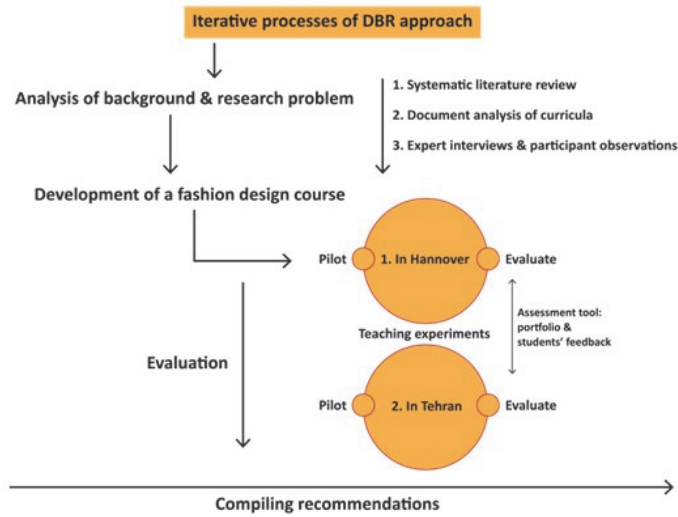 Iterative processes of DBR approach
Analysis of background & research problem
1. Systematic literature review
2. Document analysis of curricula
3. Expert interviews & participant observations
Development of a fashion design course
Pilot
1. In Hannover
Evaluate
Assessment tool:
portfolio &
students' feedback
Teaching experiments
Evaluation
Pilot
2. In Tehran
Evaluate
Compiling recommendations